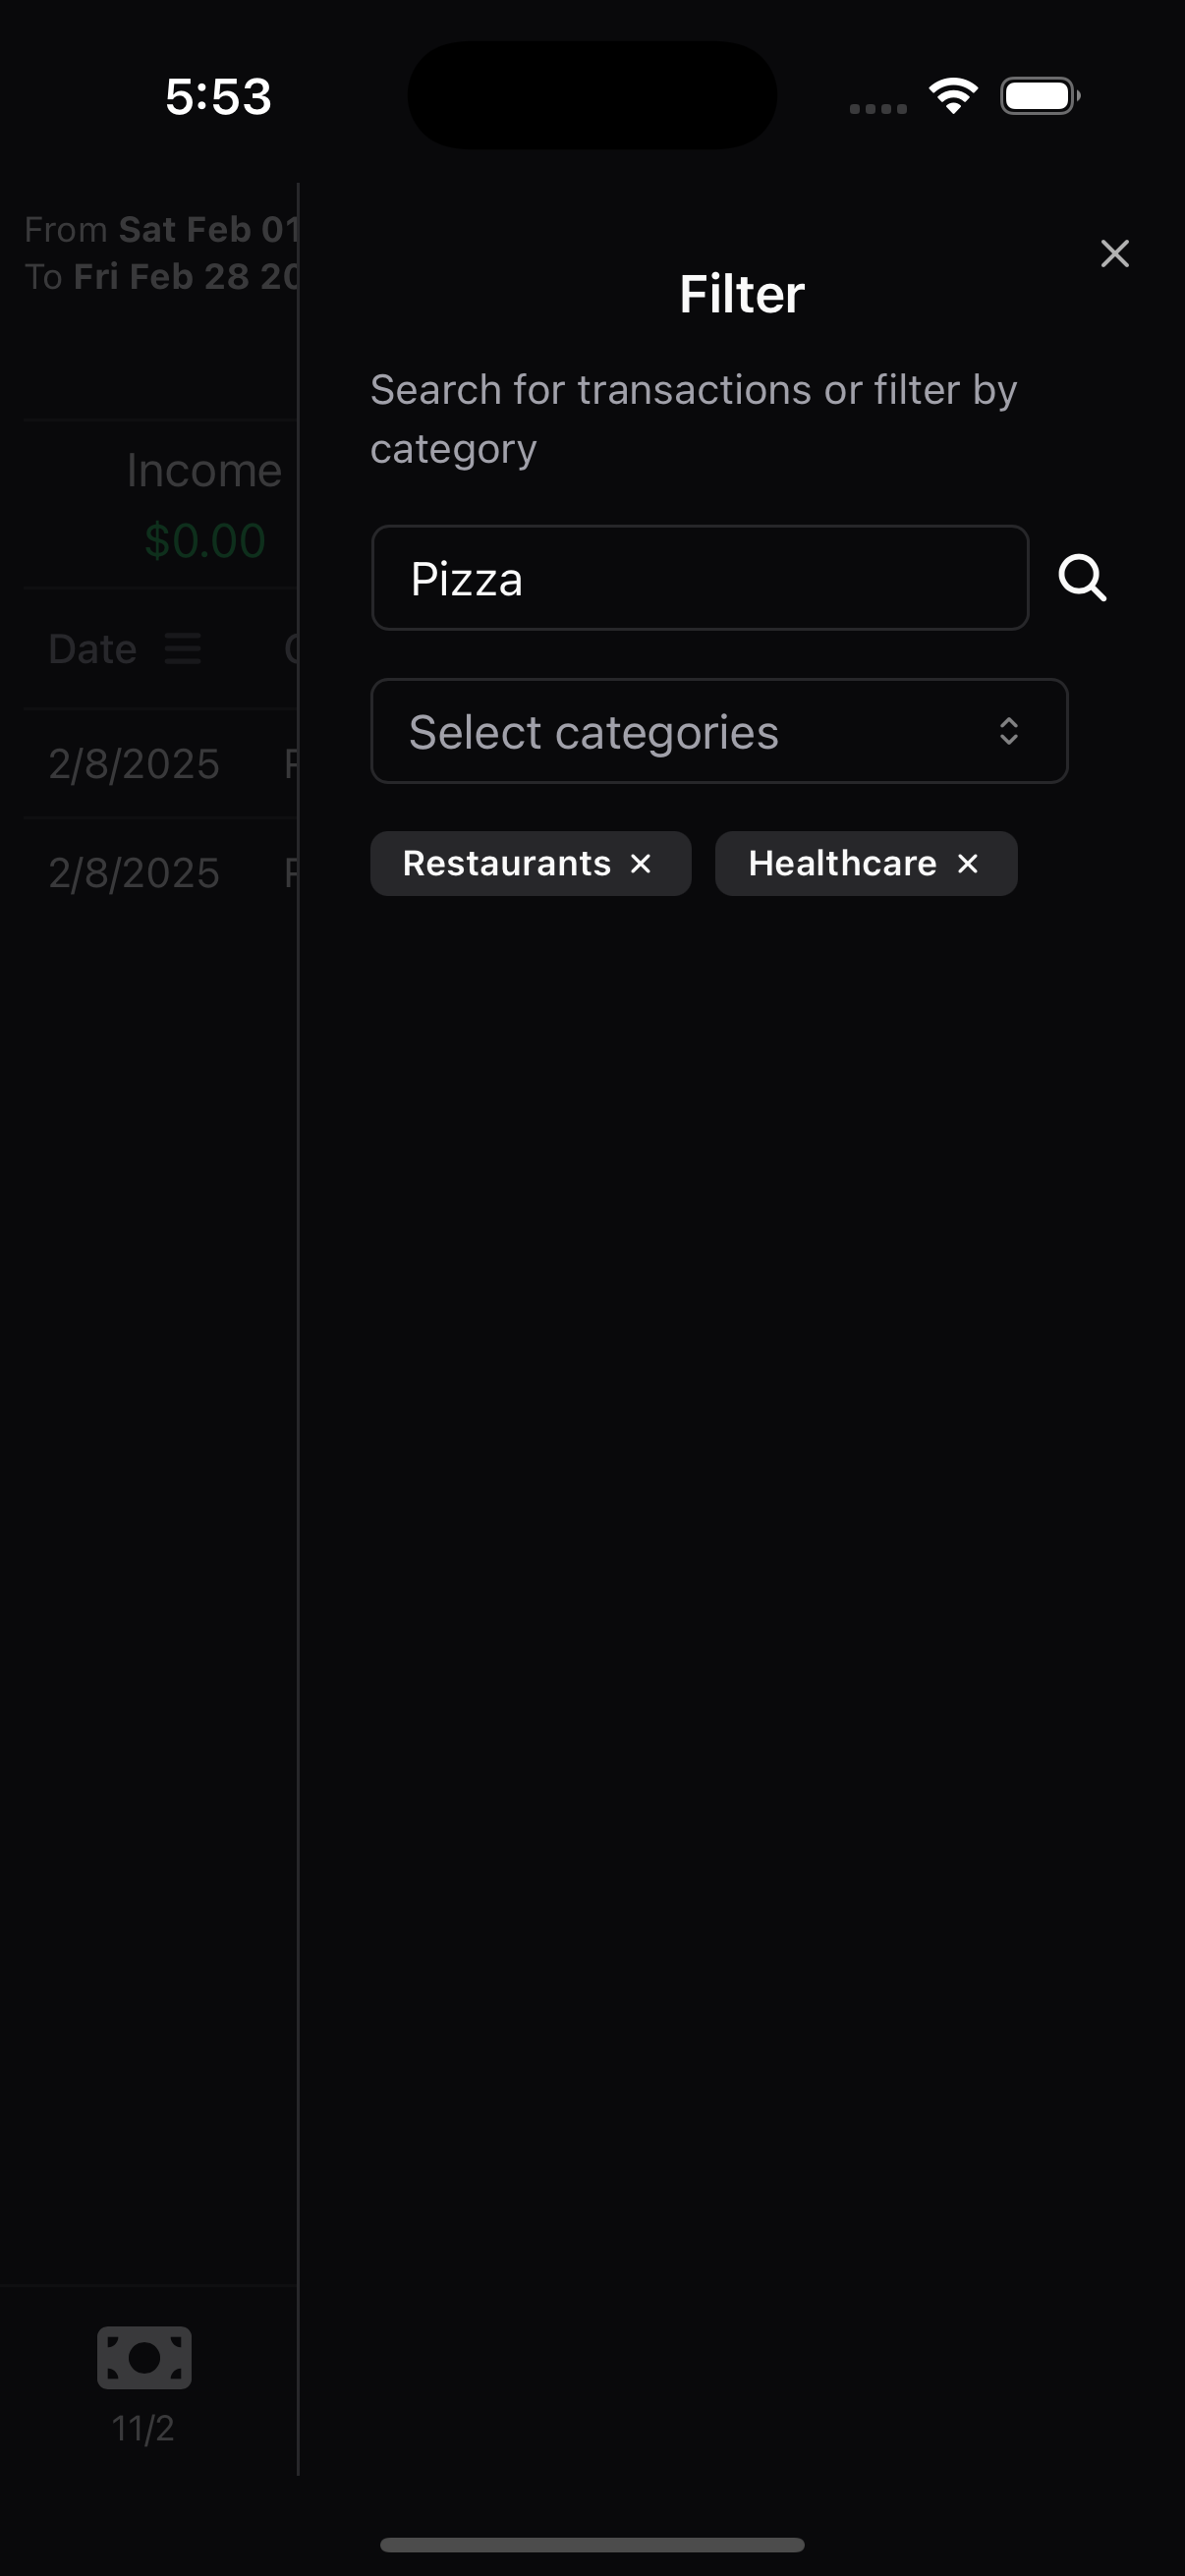 5:53
From Sat Feb 01
To Fri Feb 28 20
Income
$0.00
Date
2/8/2025
2/8/2025
11/2
Filter
Search for transactions or filter by
category
Pizza
Select categories
Restaurants
Healthcare